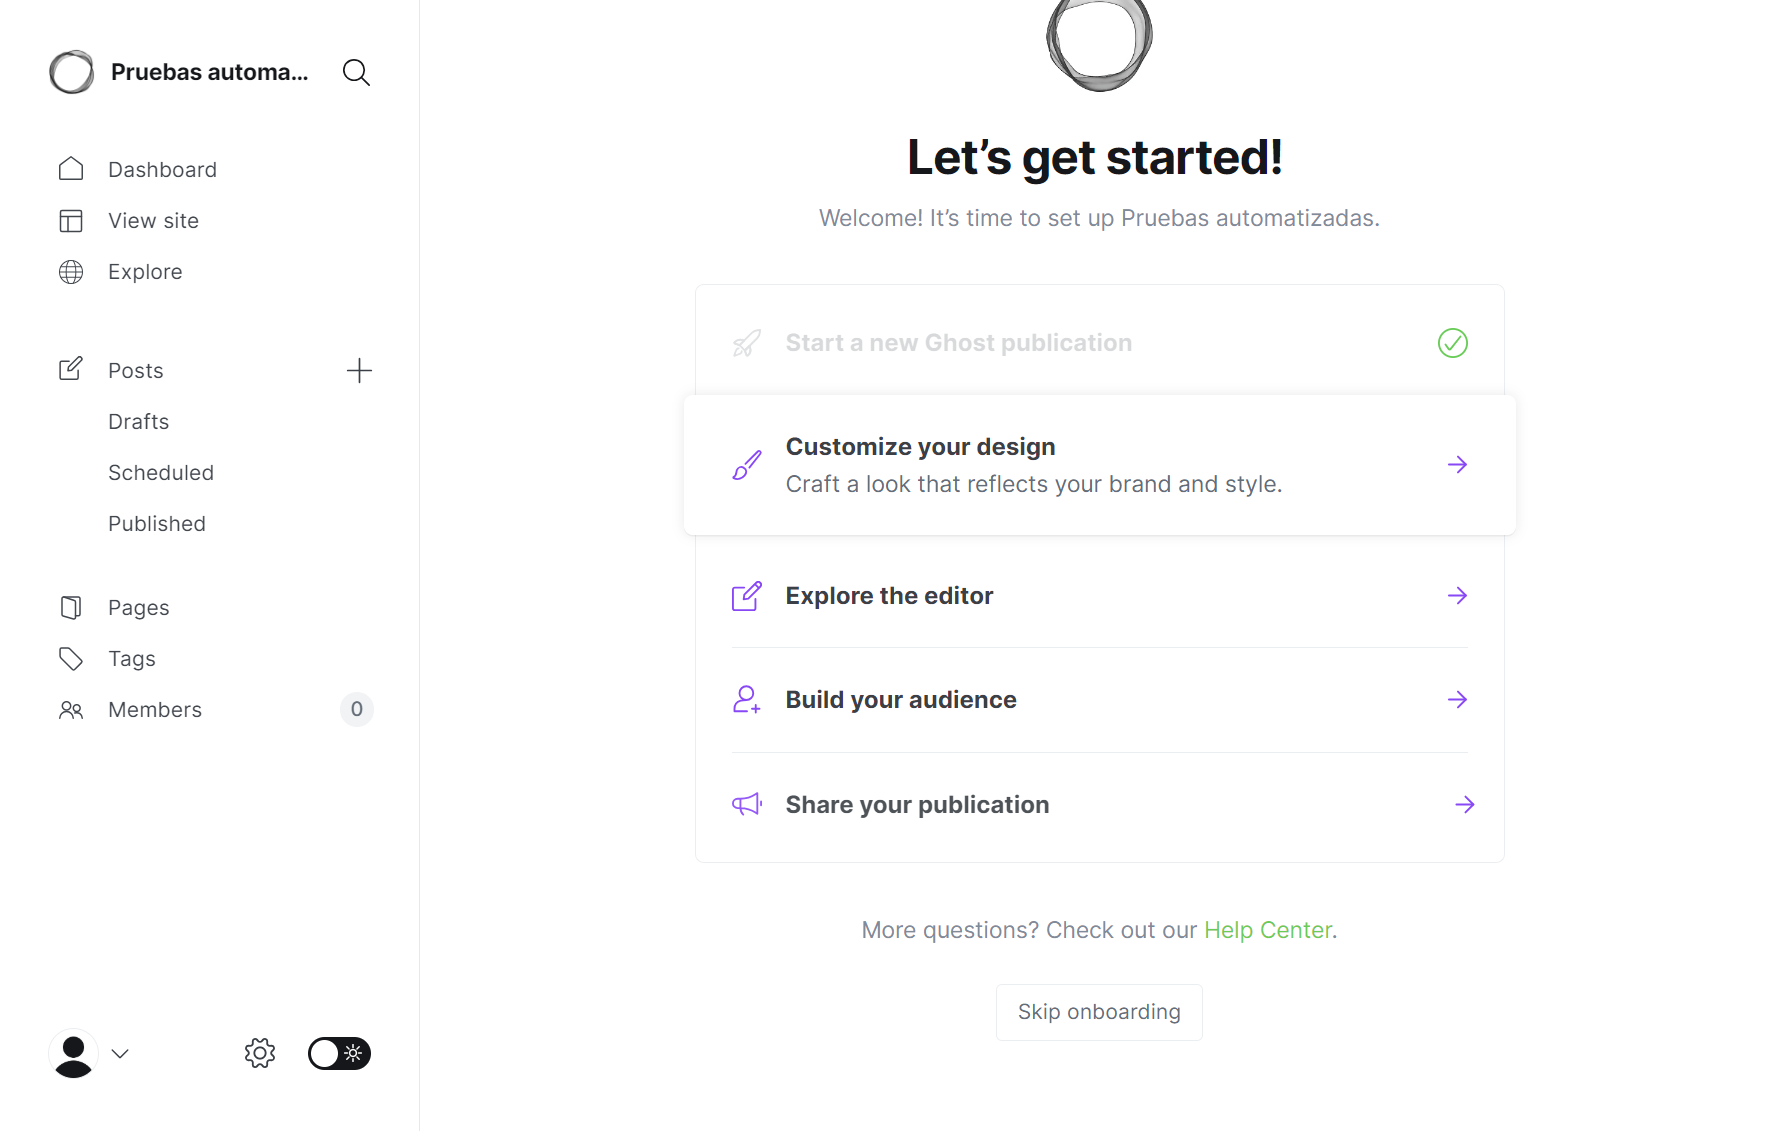 Pruebas automa...
Dashboard
View site
Explore
Posts
Drafts
Scheduled
Published
Pages
Tags
Members
0
Let’s get started!
Welcome! It’s time to set up Pruebas automatizadas.
Start a new Ghost publication
Customize your design
Craft a look that reflects your brand and style.
Explore the editor
Build your audience
Share your publication
More questions? Check out our Help Center.
Skip onboarding